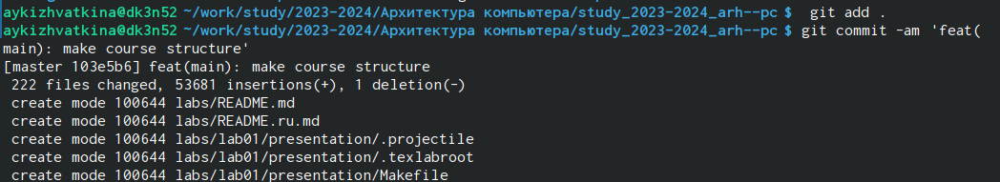 aykizhvatkina@dk3n52 ~/work/study/2023-2024/Архитектура компьютера/study_2023-2024_arh--pc $  git add .
aykizhvatkina@dk3n52 ~/work/study/2023-2024/Архитектура компьютера/study_2023-2024_arh--pc $ git commit -am 'feat(
main): make course structure'
[master 103e5b6] feat(main): make course structure
 222 files changed, 53681 insertions(+), 1 deletion(-)
 create mode 100644 labs/README.md
 create mode 100644 labs/README.ru.md
 create mode 100644 labs/lab01/presentation/.projectile
 create mode 100644 labs/lab01/presentation/.texlabroot
 create mode 100644 labs/lab01/presentation/Makefile